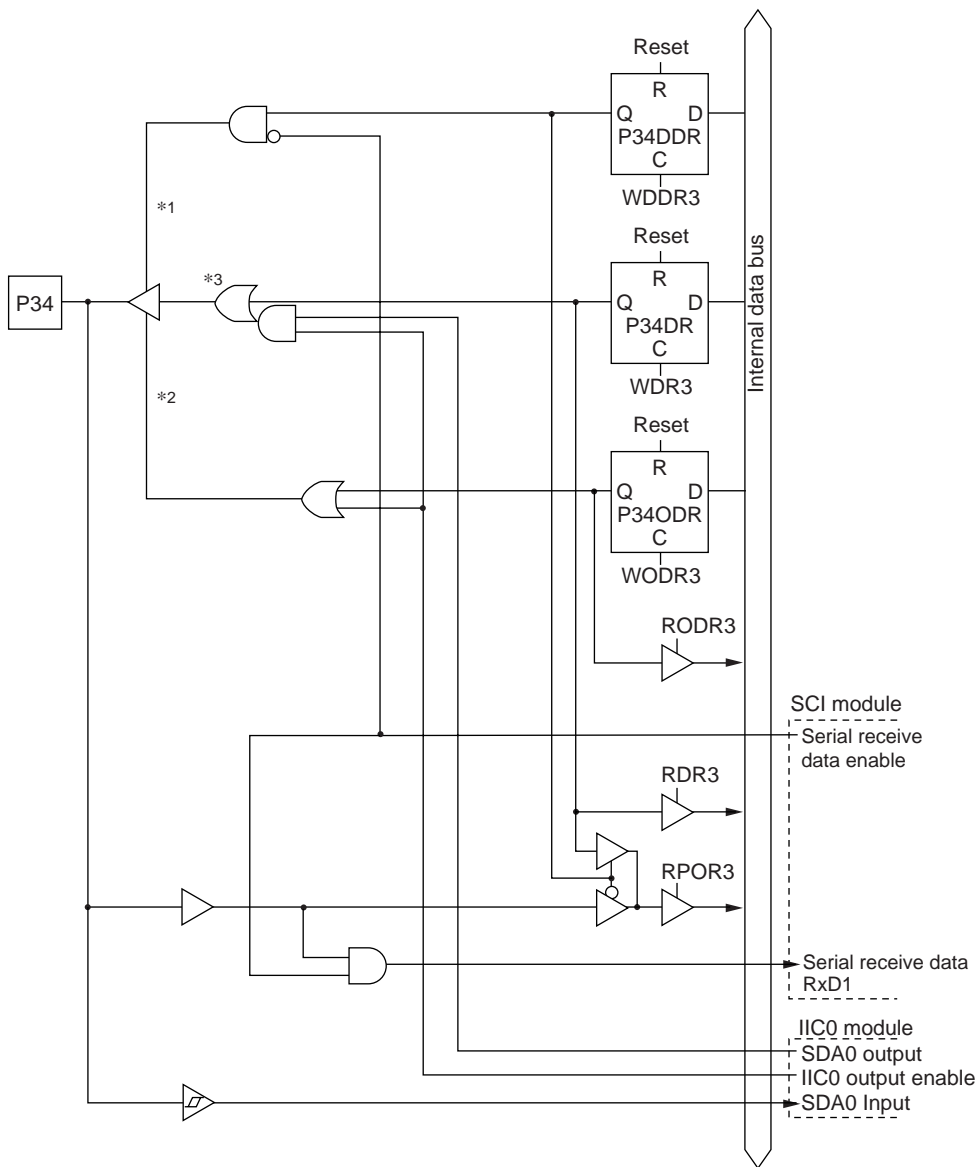 Reset
R
Q D
P34DDR
C
WDDR3
*1
Reset
R
P34
*3
Q D
P34DR
C
WDR3
Internal data bus
*2
Reset
R
Q D
P34ODR
C
WODR3
RODR3
SCI module
Serial receive
data enable
RDR3
RPOR3
Serial receive data
RxD1
IIC0 module
SDA0 output
IIC0 output enable
SDA0 Input